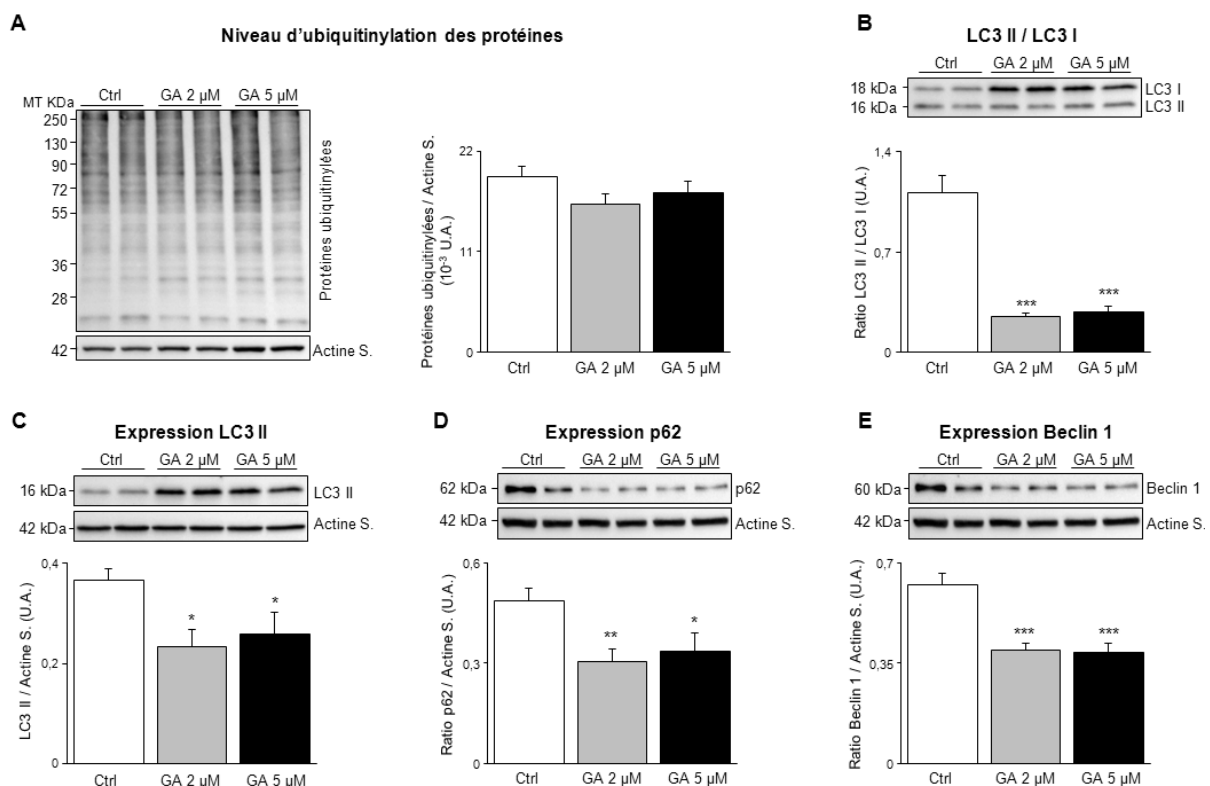 A
Niveau d’ubiquitinylation des protéines
MT KDa
Ctrl GA 2 µM GA 5 µM
250
130
90
72
55
36
28
42
Protéines ubiquitinylées
Actine S.
Protéines ubiquitinylées / Actine S.
(10-3 U.A.)
22
11
0
Ctrl GA 2 µM GA 5 µM
B
LC3 II / LC3 I
Ctrl GA 2 µM GA 5 µM
18 kDa LC3 I
16 kDa LC3 II
Ratio LC3 II / LC3 I (U.A.)
1,4
0,7
0
*** ***
Ctrl GA 2 µM GA 5 µM
C
Expression LC3 II
Ctrl GA 2 µM GA 5 µM
16 kDa LC3 II
42 kDa Actine S.
LC3 II / Actine S. (U.A.)
0,4
0,2
0
* *
Ctrl GA 2 µM GA 5 µM
D
Expression p62
Ctrl GA 2 µM GA 5 µM
62 kDa p62
42 kDa Actine S.
Ratio p62 / Actine S. (U.A.)
0,6
0,3
0
** *
Ctrl GA 2 µM GA 5 µM
E
Expression Beclin 1
Ctrl GA 2 µM GA 5 µM
60 kDa Beclin 1
42 kDa Actine S.
Ratio Beclin 1 / Actine S. (U.A.)
0,7
0,35
0
*** ***
Ctrl GA 2 µM GA 5 µM